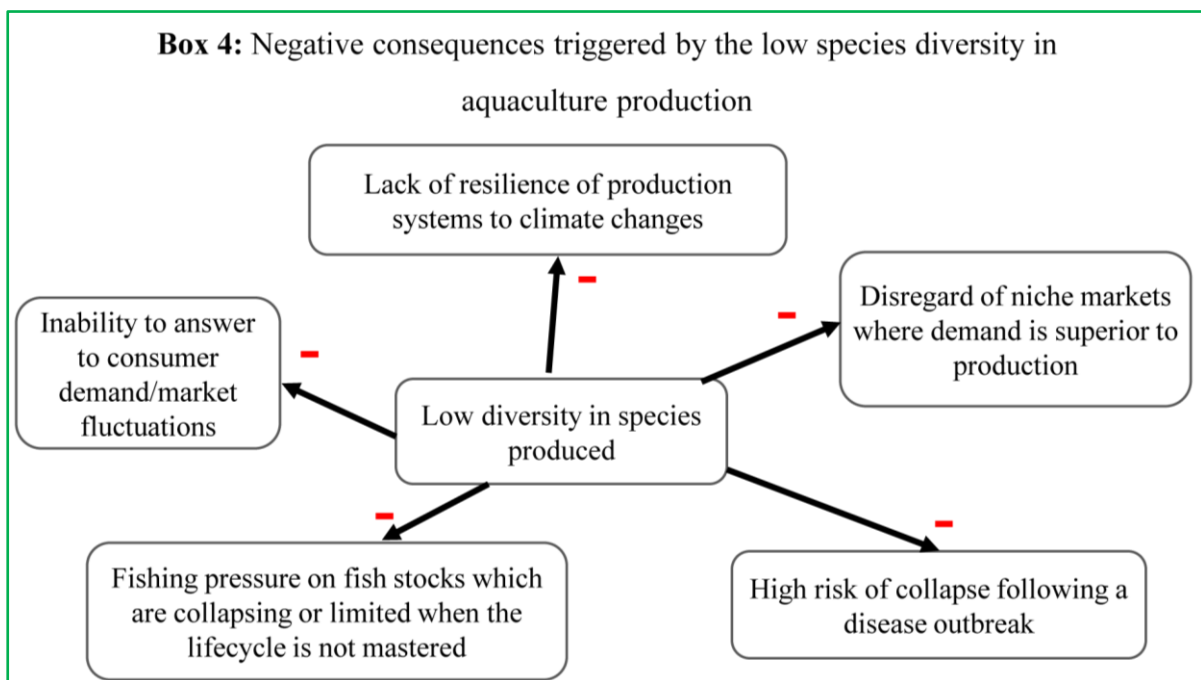 Box 4: Negative consequences triggered by the low species diversity in
aquaculture production
Lack of resilience of production
systems to climate changes
Inability to answer
to consumer
demand/market
fluctuations
Disregard of niche markets
where demand is superior to
production
Low diversity in species
produced
Fishing pressure on fish stocks which
are collapsing or limited when the
lifecycle is not mastered
High risk of collapse following a
disease outbreak